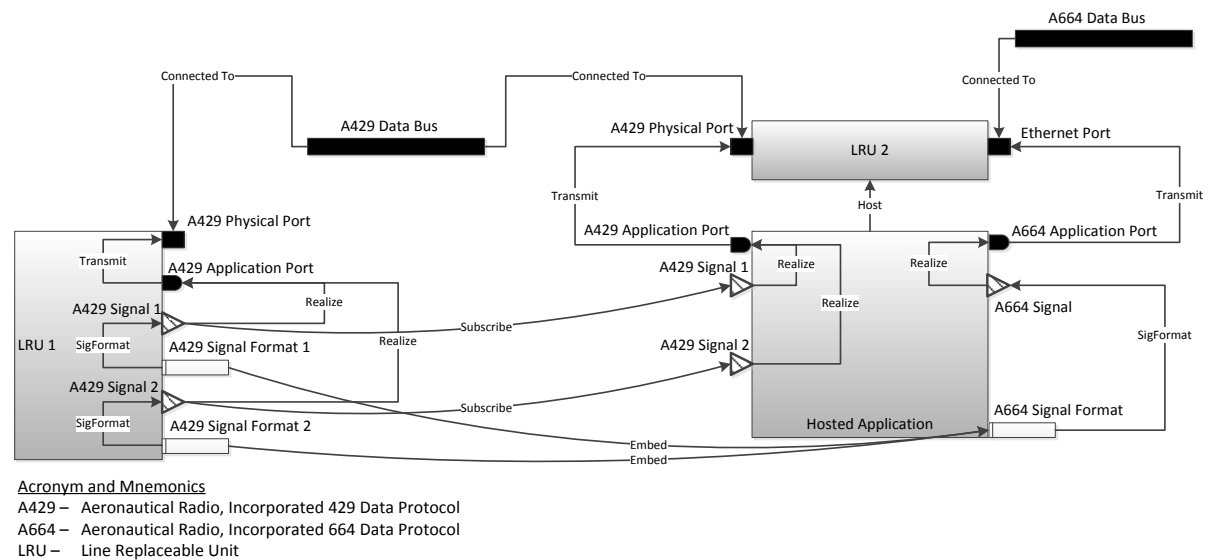 A664 Data Bus
Connected To
Connected To
Connected To
A429 Data Bus
A429 Physical Port
LRU 2
Ethernet Port
Transmit
Host
Transmit
A429 Physical Port
A429 Application Port
A664 Application Port
Transmit
A429 Application Port
A429 Signal 1
Realize
Realize
Realize
Realize
A429 Signal 1
A664 Signal
Subscribe
LRU 1
SigFormat
A429 Signal Format 1
Realize
A429 Signal 2
SigFormat
A429 Signal 2
Subscribe
SigFormat
A429 Signal Format 2
Hosted Application
A664 Signal Format
Embed
Embed
Acronym and Mnemonics
A429 – Aeronautical Radio, Incorporated 429 Data Protocol
A664 – Aeronautical Radio, Incorporated 664 Data Protocol
LRU – Line Replaceable Unit